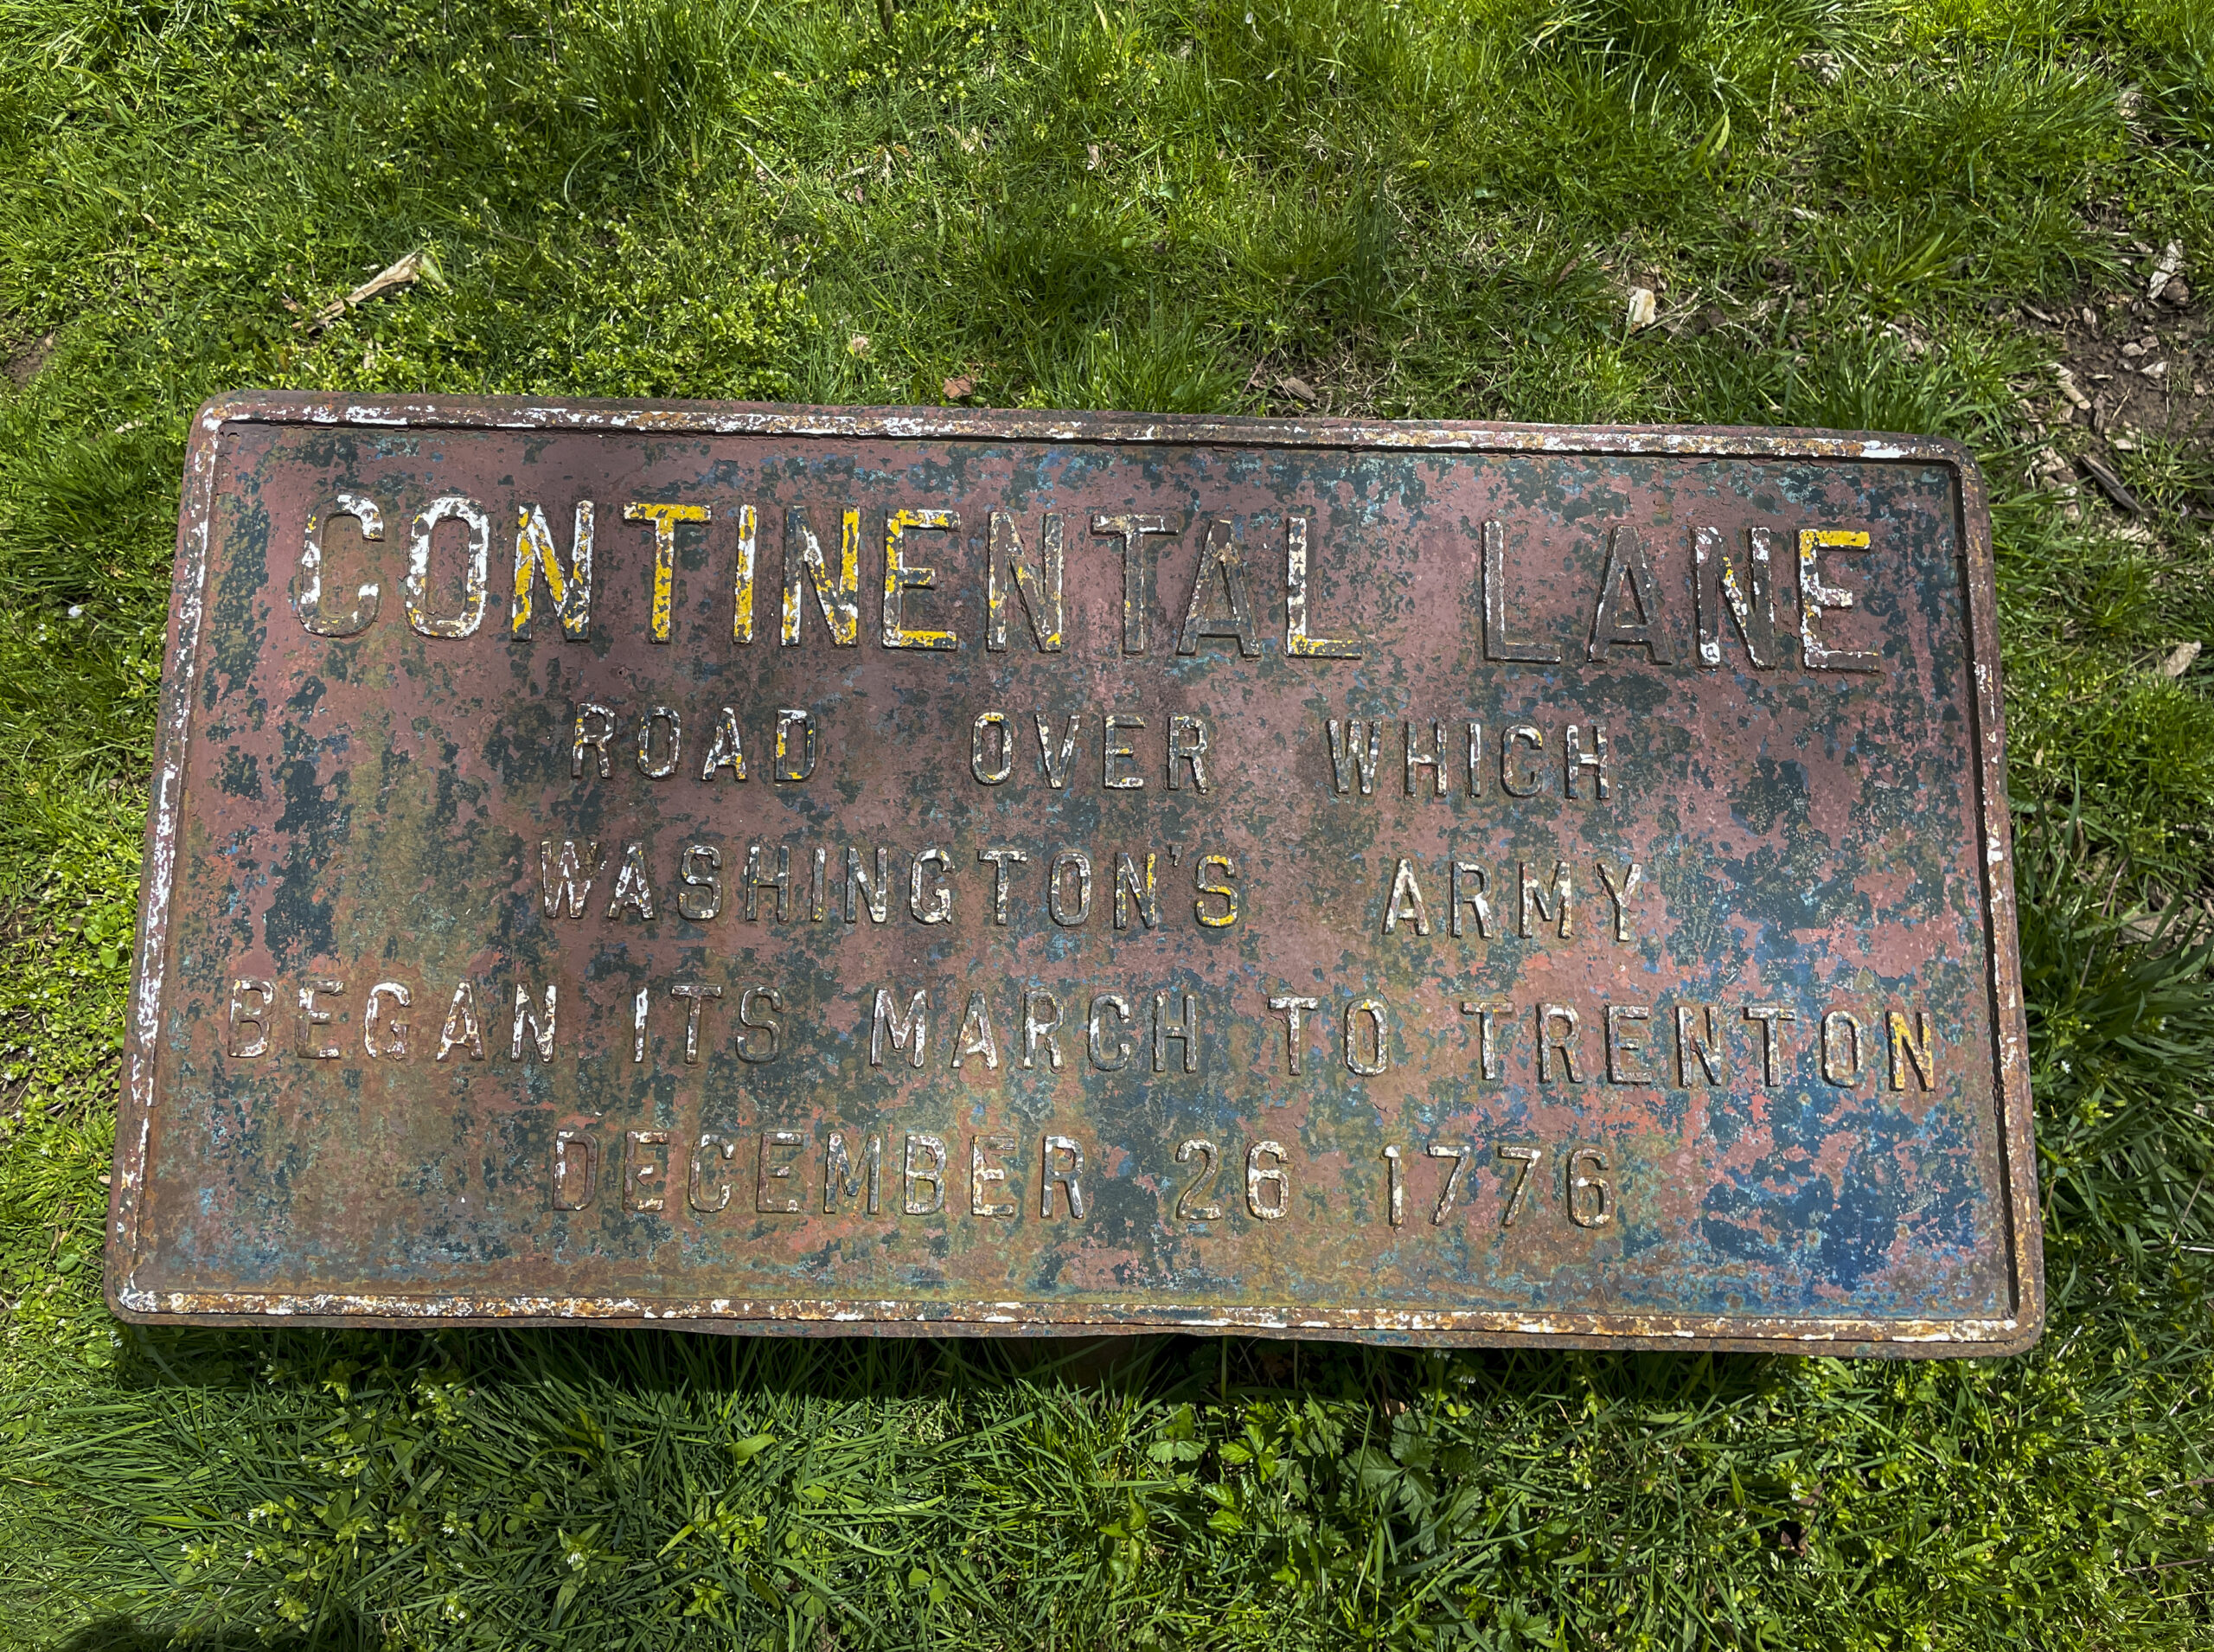 CONTINENTAL LANE
ROAD OVER WHICH
WASHINGTON'S ARMY
BEGAN ITS MARCH TO TRENTON
DECEMBER 26 1776